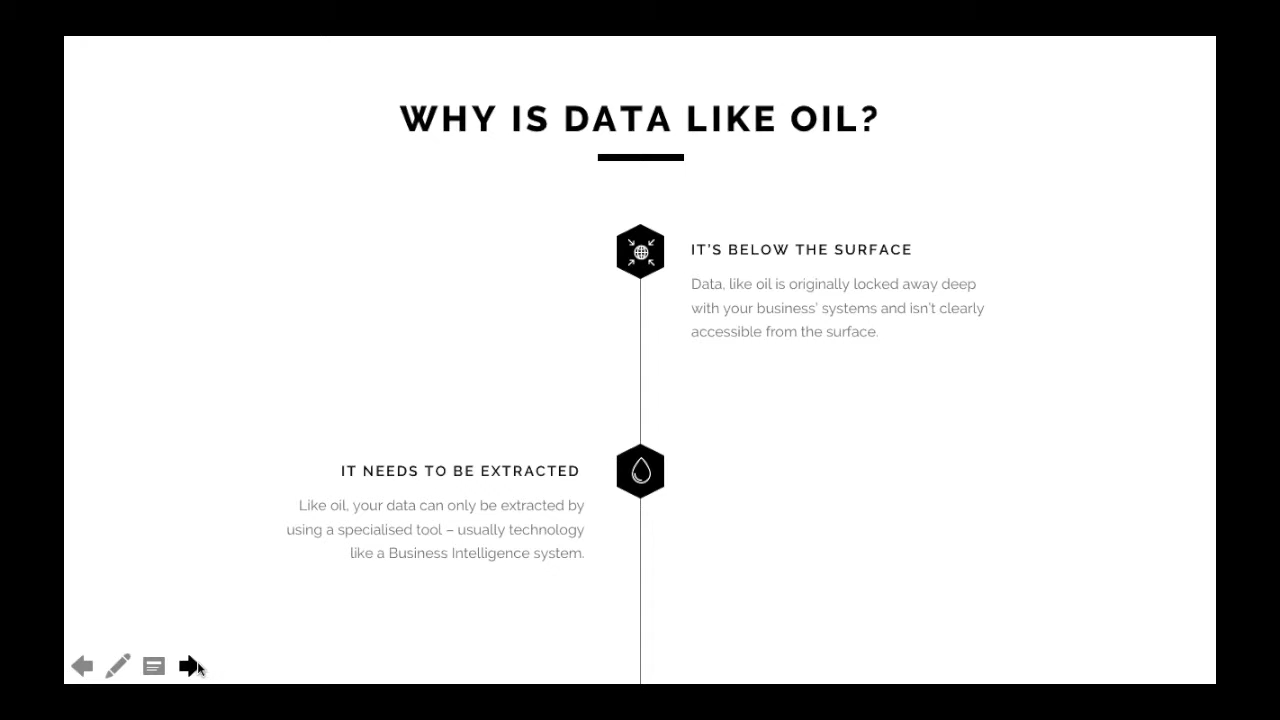 WHY IS DATA LIKE OIL?
IT'S BELOW THE SURFACE
Data, like oil is originally locked away deep
with your business' systems and isn't clearly
accessible from the surface.
IT NEEDS TO BE EXTRACTED
Like oil, your data can only be extracted by
using a specialised tool – usually technology
like a Business Intelligence system.